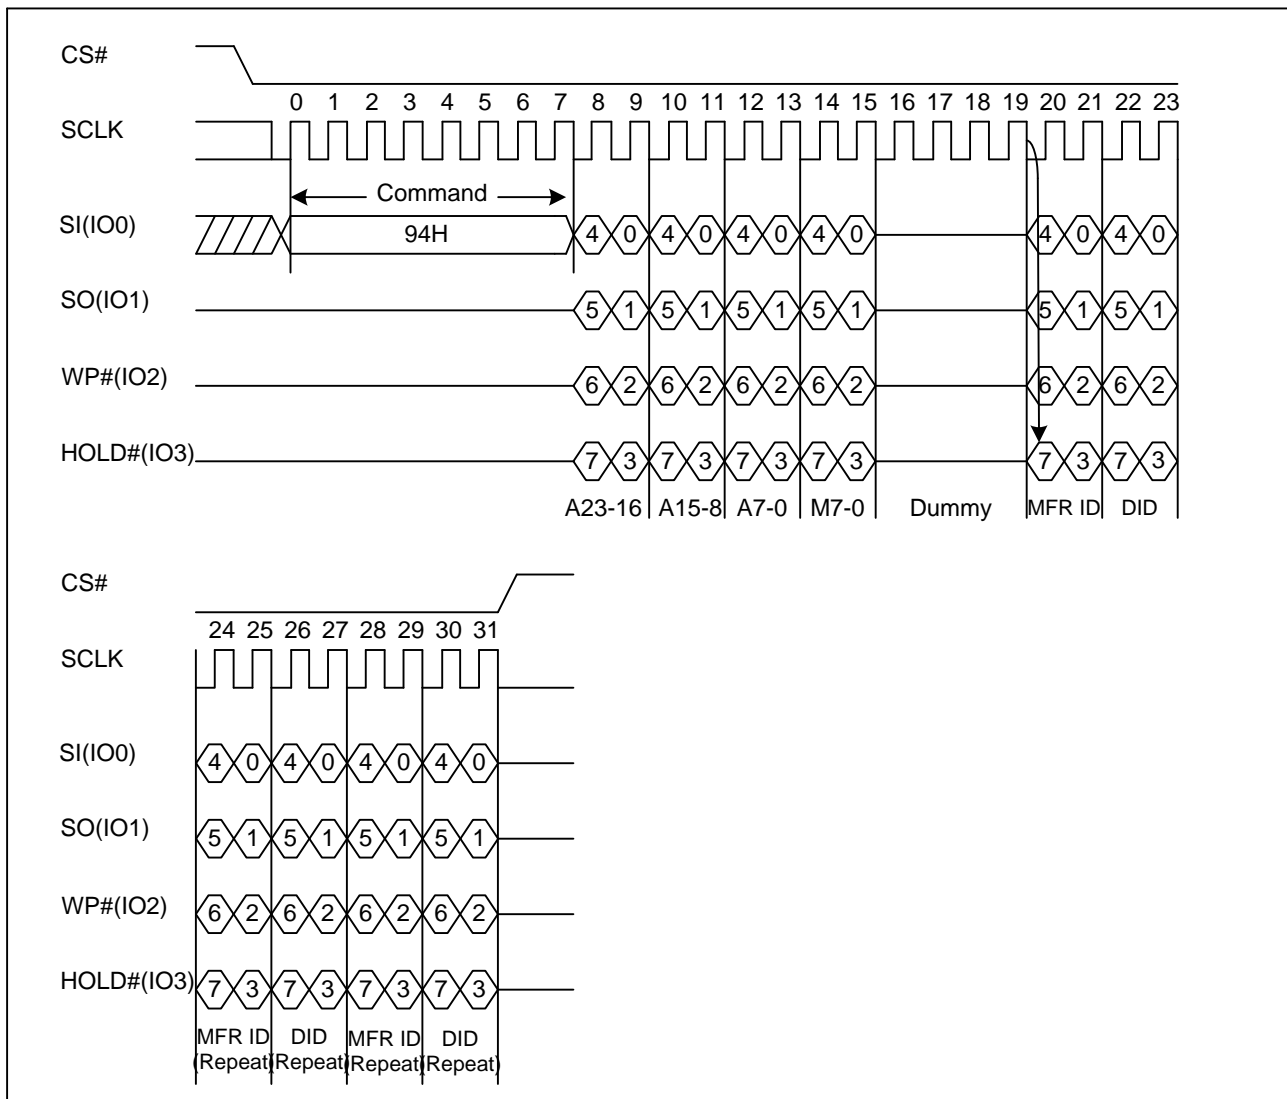 CS#
0 1 2 3 4 5 6 7 8 9 10 11 12 13 14 15 16 17 18 19 20 21 22 23
SCLK
Command
SI(IO0) 94H 4 0 4 0 4 0 4 0 4 0 4 0
SO(IO1) 5 1 5 1 5 1 5 1 5 1 5 1
WP#(IO2) 6 2 6 2 6 2 6 2 6 2 6 2
HOLD#(IO3) 7 3 7 3 7 3 7 3 7 3 7 3
A23-16 A15-8 A7-0 M7-0 Dummy MFR ID DID
CS#
24 25 26 27 28 29 30 31
SCLK
SI(IO0) 4 0 4 0 4 0 4 0
SO(IO1) 5 1 5 1 5 1 5 1
WP#(IO2) 6 2 6 2 6 2 6 2
HOLD#(IO3) 7 3 7 3 7 3 7 3
MFR ID DID MFR ID DID
(Repeat) (Repeat) (Repeat) (Repeat)